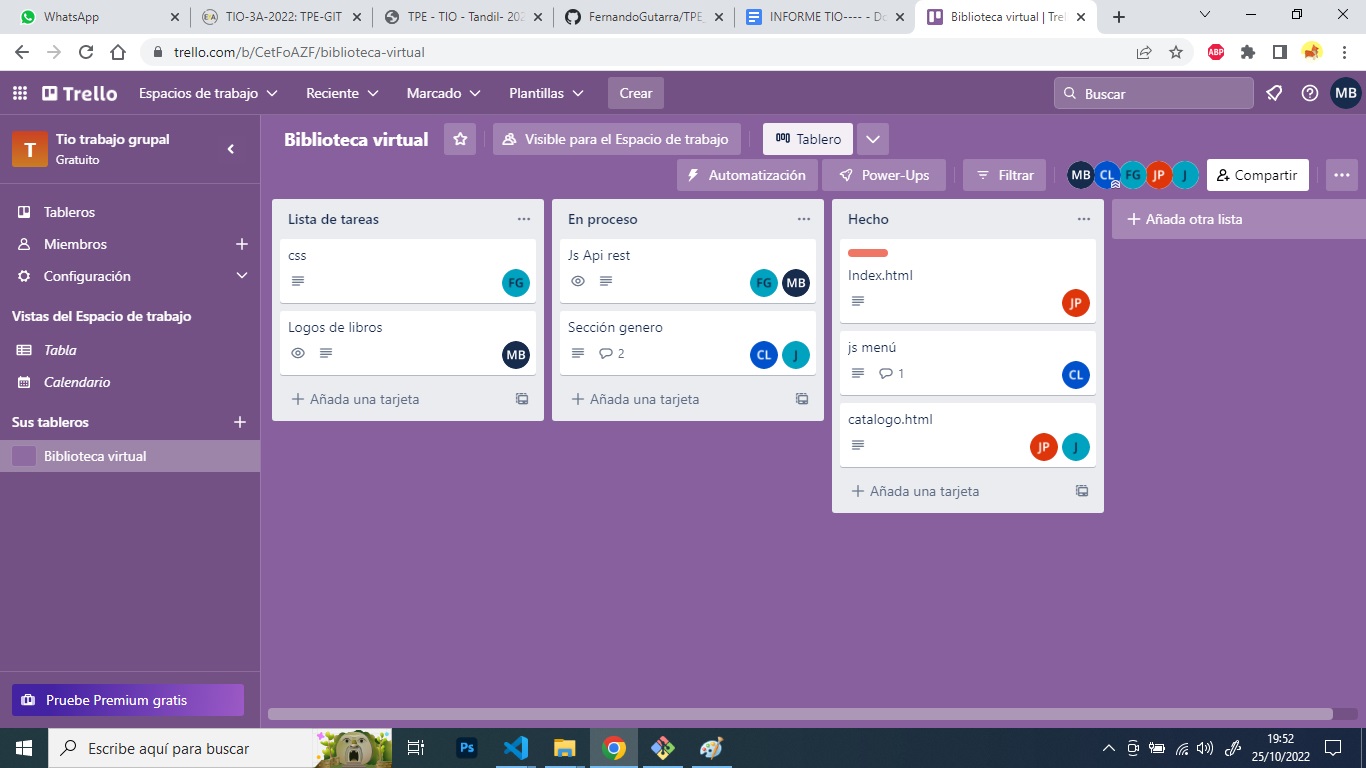 WhatsApp
TIO-3A-2022: TPE-GIT
TPE - TIO - Tandil- 202
FernandoGutarra/TPE_
INFORME TIO---- - Do
Biblioteca virtual | Trel
trello.com/b/CetFoAZF/biblioteca-virtual
ABP
Trello
Espacios de trabajo
Reciente
Marcado
Plantillas
Crear
Buscar
MB
T
Tio trabajo grupal
Gratuito
Biblioteca virtual
Visible para el Espacio de trabajo
Tablero
Automatización
Power-Ups
Filtrar
MB
CL
FG
JP
J
Compartir
Tableros
Miembros
Configuración
Vistas del Espacio de trabajo
Tabla
Calendario
Sus tableros
Biblioteca virtual
Pruebe Premium gratis
Lista de tareas
css
FG
Logos de libros
MB
Añada una tarjeta
En proceso
Js Api rest
FG
MB
Sección genero
2
CL
J
Añada una tarjeta
Hecho
Index.html
JP
js menú
1
CL
catalogo.html
JP
J
Añada una tarjeta
Añada otra lista
Escribe aquí para buscar
Ps
19:52
25/10/2022